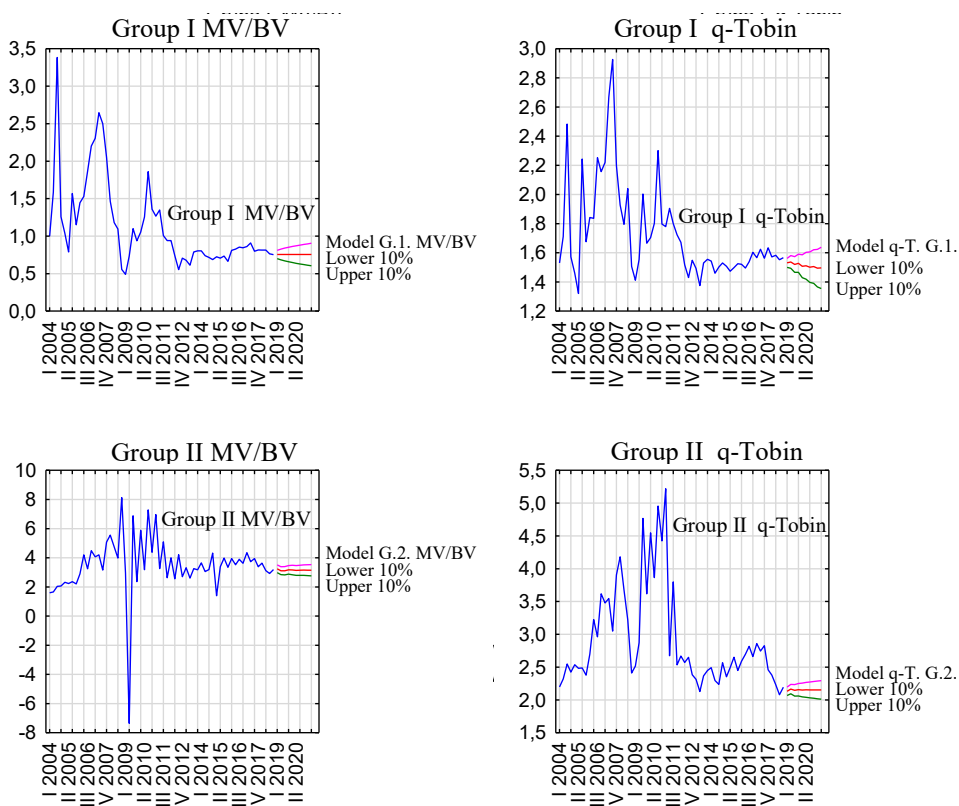 Group I MV/BV
3,5
3,0
2,5
2,0
1,5
1,0
0,5
0,0
Group I MV/BV
Model G.1. MV/BV
Lower 10%
Upper 10%
I 2004
II 2005
III 2006
IV 2007
I 2009
II 2010
III 2011
IV 2012
I 2014
II 2015
III 2016
IV 2017
I 2019
II 2020
Group I q-Tobin
3,0
2,8
2,6
2,4
2,2
2,0
1,8
1,6
1,4
1,2
Group I q-Tobin
Model q-T. G.1.
Lower 10%
Upper 10%
I 2004
II 2005
III 2006
IV 2007
I 2009
II 2010
III 2011
IV 2012
I 2014
II 2015
III 2016
IV 2017
I 2019
II 2020
Group II MV/BV
10
8
6
4
2
0
-2
-4
-6
-8
Group II MV/BV
Model G.2. MV/BV
Lower 10%
Upper 10%
I 2004
II 2005
III 2006
IV 2007
I 2009
II 2010
III 2011
IV 2012
I 2014
II 2015
III 2016
IV 2017
I 2019
II 2020
Group II q-Tobin
5,5
5,0
4,5
4,0
3,5
3,0
2,5
2,0
1,5
Group II q-Tobin
Model q-T. G.2.
Lower 10%
Upper 10%
I 2004
II 2005
III 2006
IV 2007
I 2009
II 2010
III 2011
IV 2012
I 2014
II 2015
III 2016
IV 2017
I 2019
II 2020